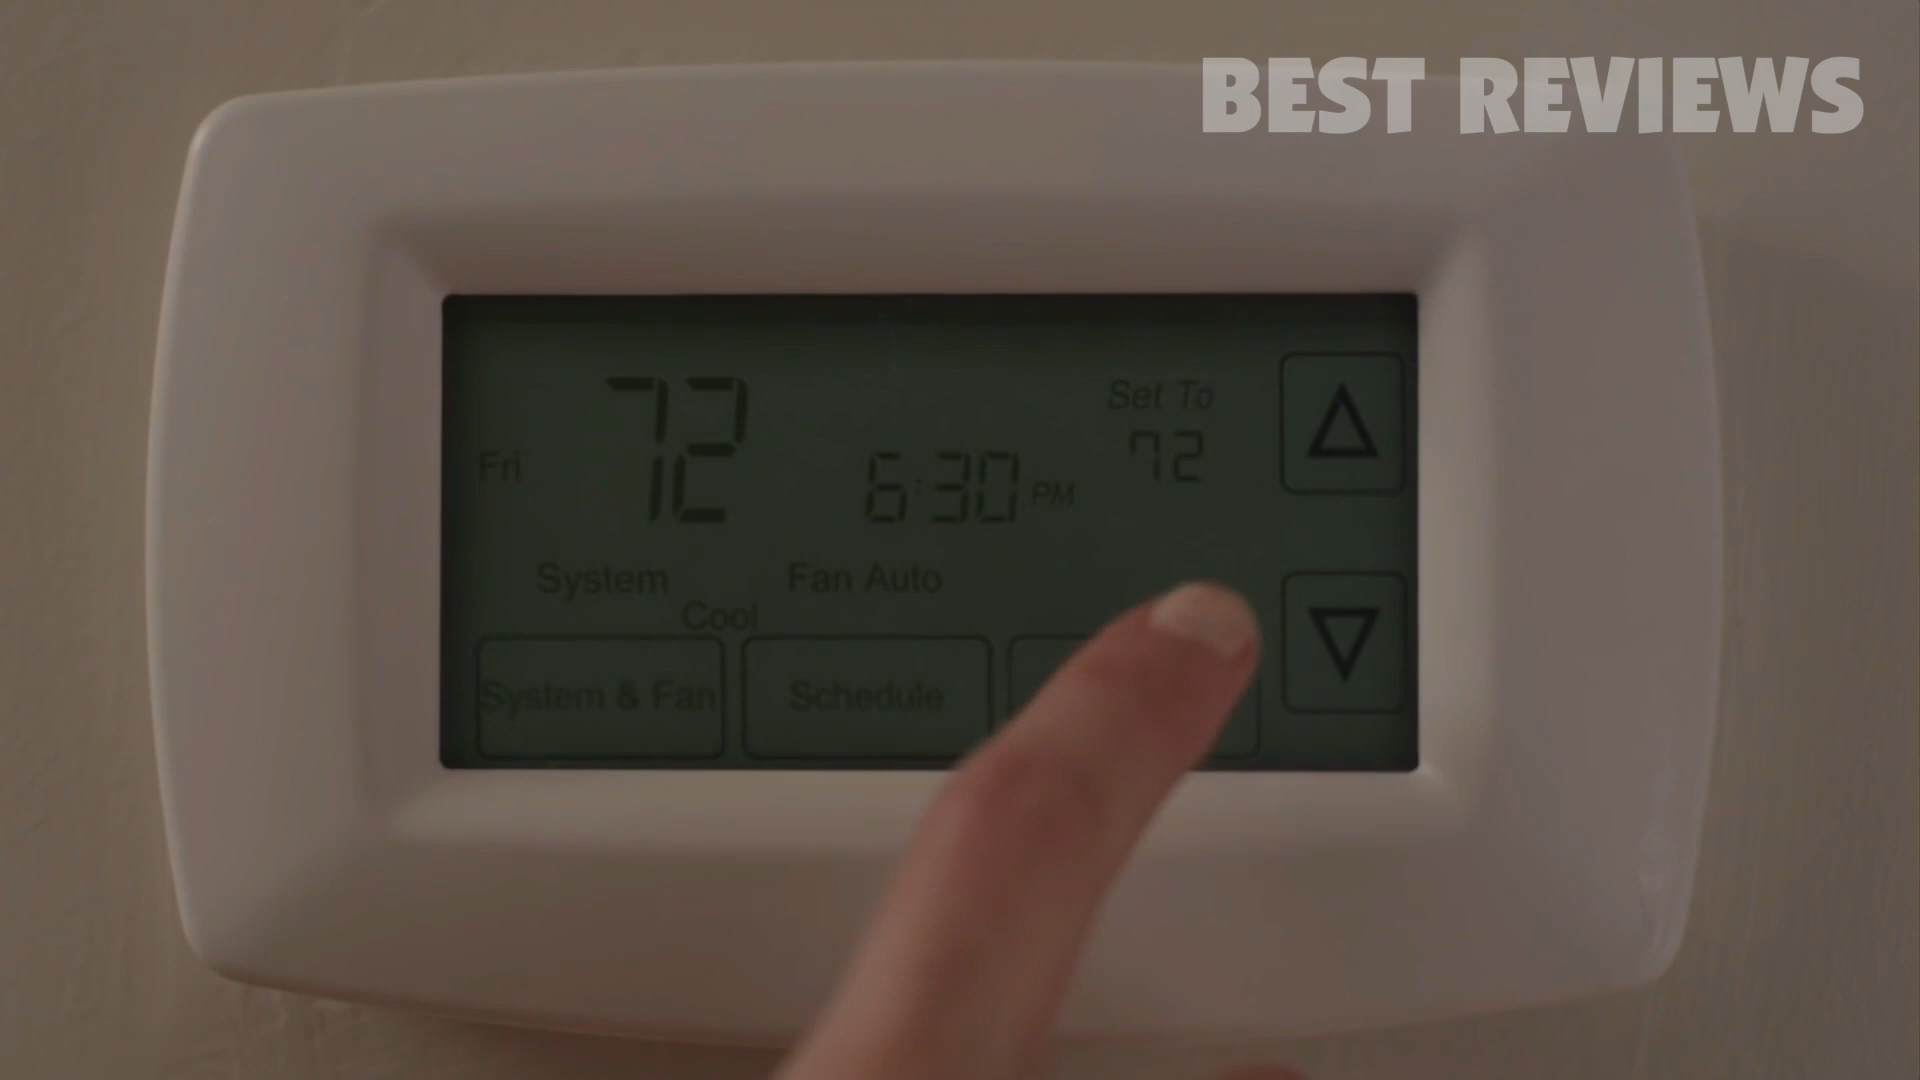 BEST REVIEWS
Set To
72
72
Fri
6:30 PM
System
Fan Auto
Cool
System & Fan
Schedule